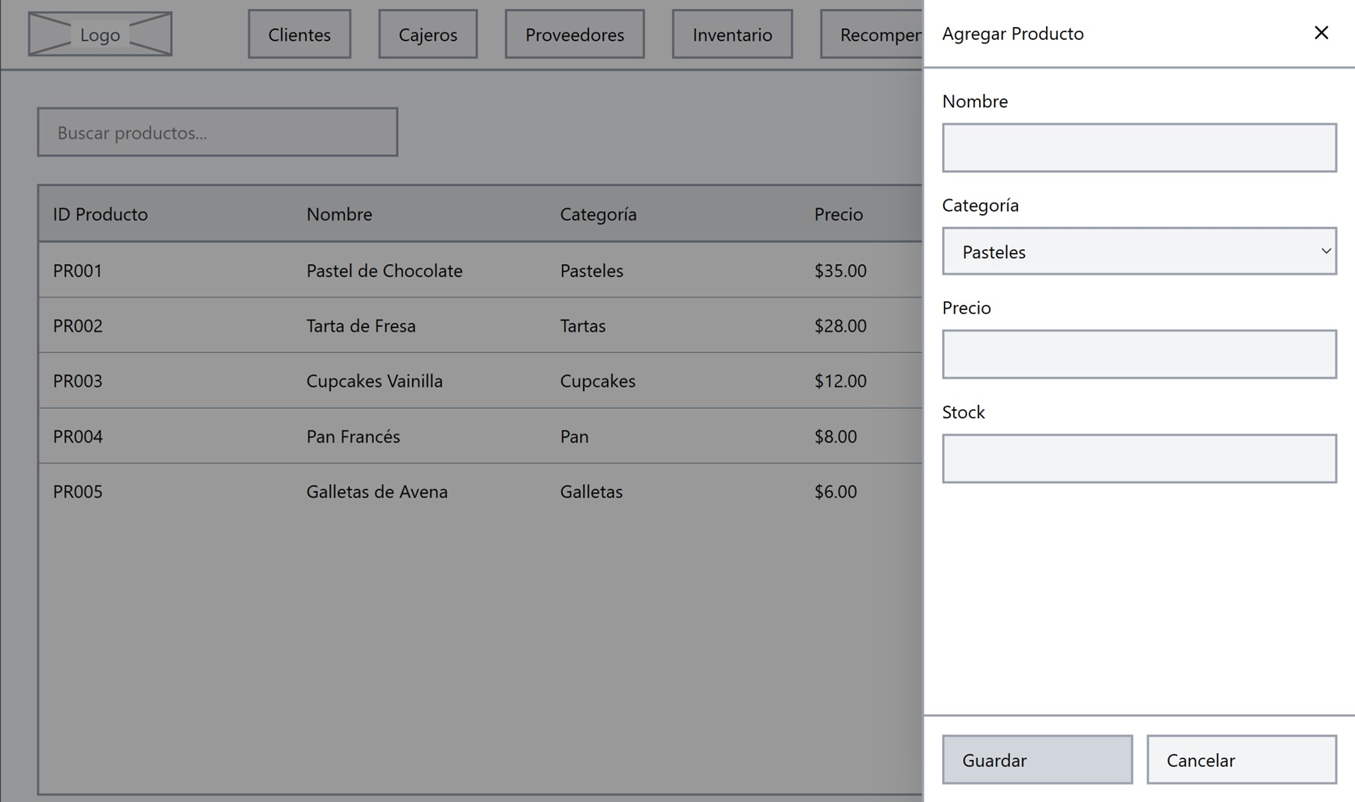 Logo Clientes Cajeros Proveedores Inventario
Agregar Producto
Buscar productos...
ID Producto Nombre Categoría Precio
PR001 Pastel de Chocolate Pasteles $35.00
PR002 Tarta de Fresa Tartas $28.00
PR003 Cupcakes Vainilla Cupcakes $12.00
PR004 Pan Francés Pan $8.00
PR005 Galletas de Avena Galletas $6.00
Nombre
Categoría
Pasteles
Precio
Stock
Guardar Cancelar